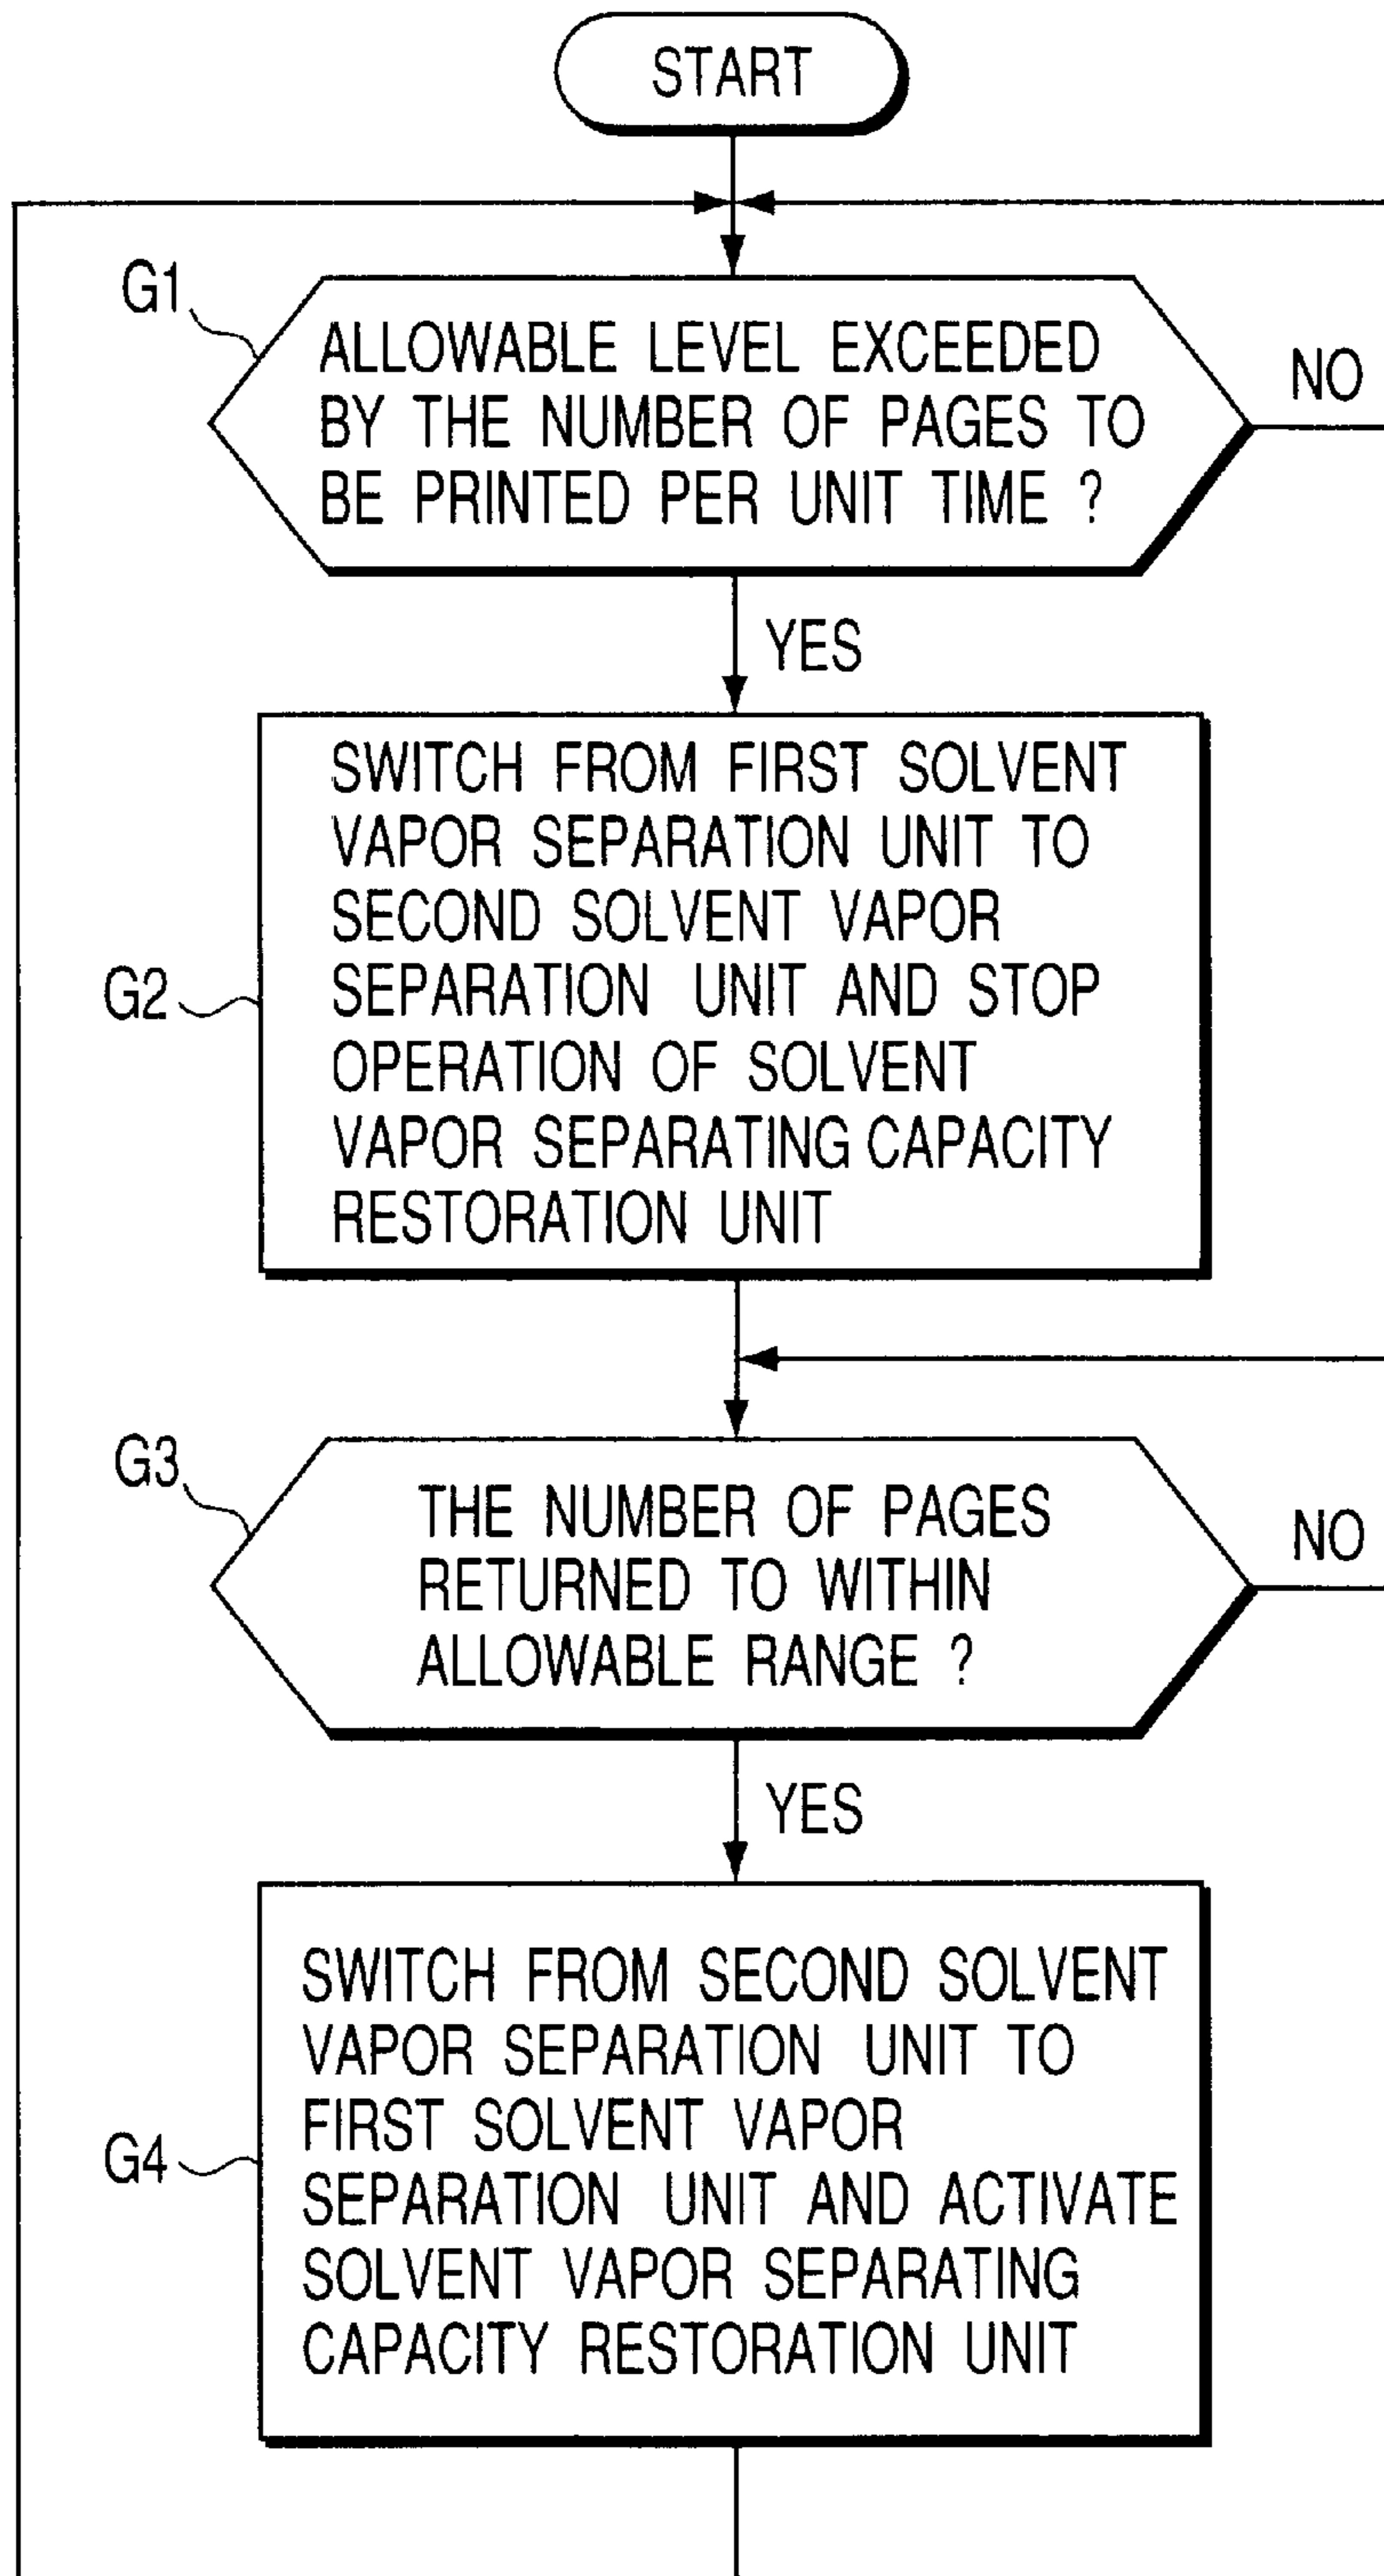 START
G1
ALLOWABLE LEVEL EXCEEDED
BY THE NUMBER OF PAGES TO
BE PRINTED PER UNIT TIME ?
NO
YES
G2
SWITCH FROM FIRST SOLVENT
VAPOR SEPARATION UNIT TO
SECOND SOLVENT VAPOR
SEPARATION UNIT AND STOP
OPERATION OF SOLVENT
VAPOR SEPARATING CAPACITY
RESTORATION UNIT
G3
THE NUMBER OF PAGES
RETURNED TO WITHIN
ALLOWABLE RANGE ?
NO
YES
G4
SWITCH FROM SECOND SOLVENT
VAPOR SEPARATION UNIT TO
FIRST SOLVENT VAPOR
SEPARATION UNIT AND ACTIVATE
SOLVENT VAPOR SEPARATING
CAPACITY RESTORATION UNIT